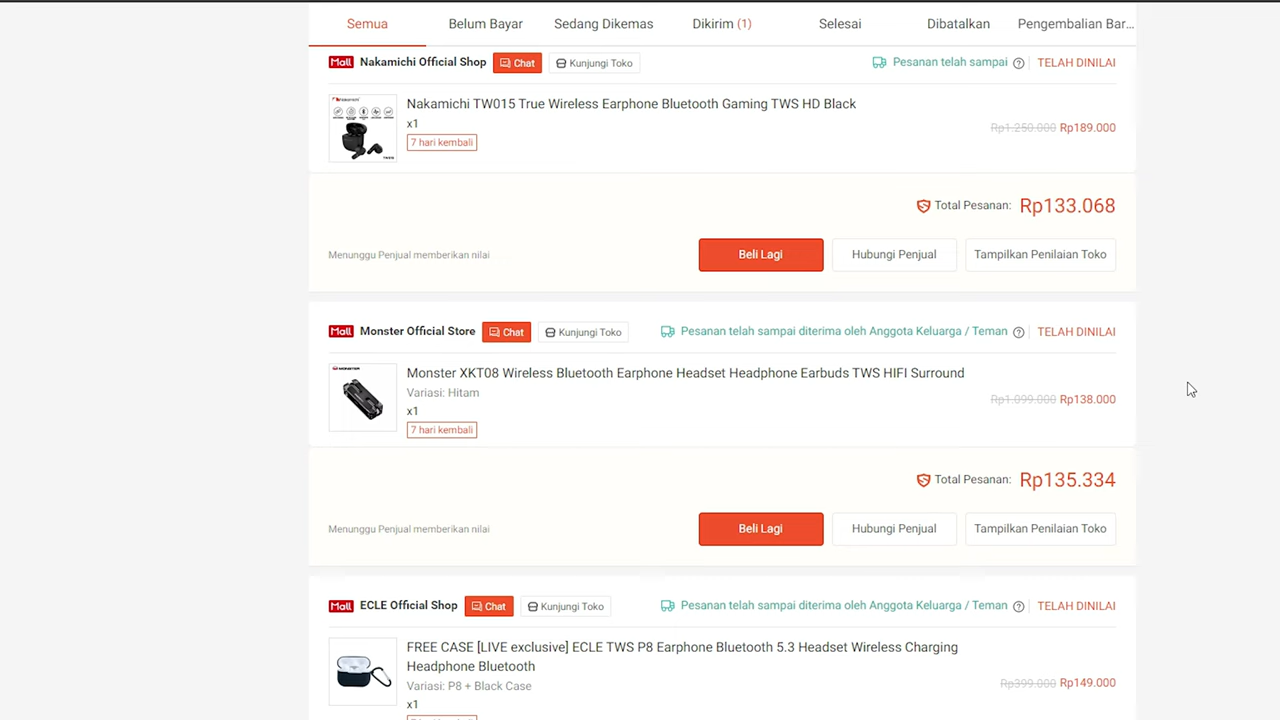 Semua Belum Bayar Sedang Dikemas Dikirim (1) Selesai Dibatalkan Pengembalian Bar...
Mall Nakamichi Official Shop Chat Kunjungi Toko Pesanan telah sampai ? TELAH DINILAI
Nakamichi TW015 True Wireless Earphone Bluetooth Gaming TWS HD Black
x1
Rp1.250.000 Rp189.000
7 hari kembali
Total Pesanan: Rp133.068
Menunggu Penjual memberikan nilai Beli Lagi Hubungi Penjual Tampilkan Penilaian Toko
Mall Monster Official Store Chat Kunjungi Toko Pesanan telah sampai diterima oleh Anggota Keluarga / Teman ? TELAH DINILAI
MONSTER
Monster XKT08 Wireless Bluetooth Earphone Headset Headphone Earbuds TWS HIFI Surround
Variasi: Hitam
Rp1.099.000 Rp138.000
x1
7 hari kembali
Total Pesanan: Rp135.334
Menunggu Penjual memberikan nilai Beli Lagi Hubungi Penjual Tampilkan Penilaian Toko
Mall ECLE Official Shop Chat Kunjungi Toko Pesanan telah sampai diterima oleh Anggota Keluarga / Teman ? TELAH DINILAI
FREE CASE [LIVE exclusive] ECLE TWS P8 Earphone Bluetooth 5.3 Headset Wireless Charging
Headphone Bluetooth
Variasi: P8 + Black Case
Rp399.000 Rp149.000
x1